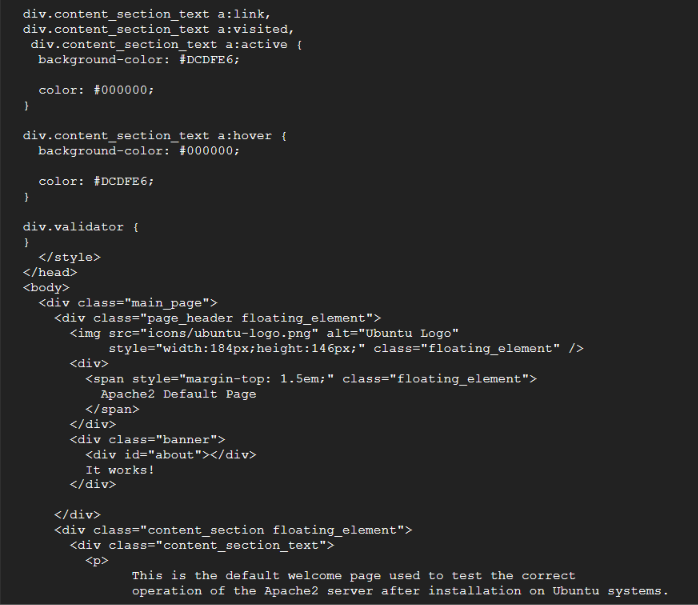 div.content_section_text a:link,
div.content_section_text a:visited,
 div.content_section_text a:active {
  background-color: #DCDFE6;

  color: #000000;
}

div.content_section_text a:hover {
  background-color: #000000;

  color: #DCDFE6;
}

div.validator {
}
  </style>
</head>
<body>
  <div class="main_page">
    <div class="page_header floating_element">
      <img src="icons/ubuntu-logo.png" alt="Ubuntu Logo"
           style="width:184px;height:146px;" class="floating_element" />
      <div>
        <span style="margin-top: 1.5em;" class="floating_element">
          Apache2 Default Page
        </span>
      </div>
      <div class="banner">
        <div id="about"></div>
        It works!
      </div>

    </div>
    <div class="content_section floating_element">
      <div class="content_section_text">
        <p>
              This is the default welcome page used to test the correct
              operation of the Apache2 server after installation on Ubuntu systems.